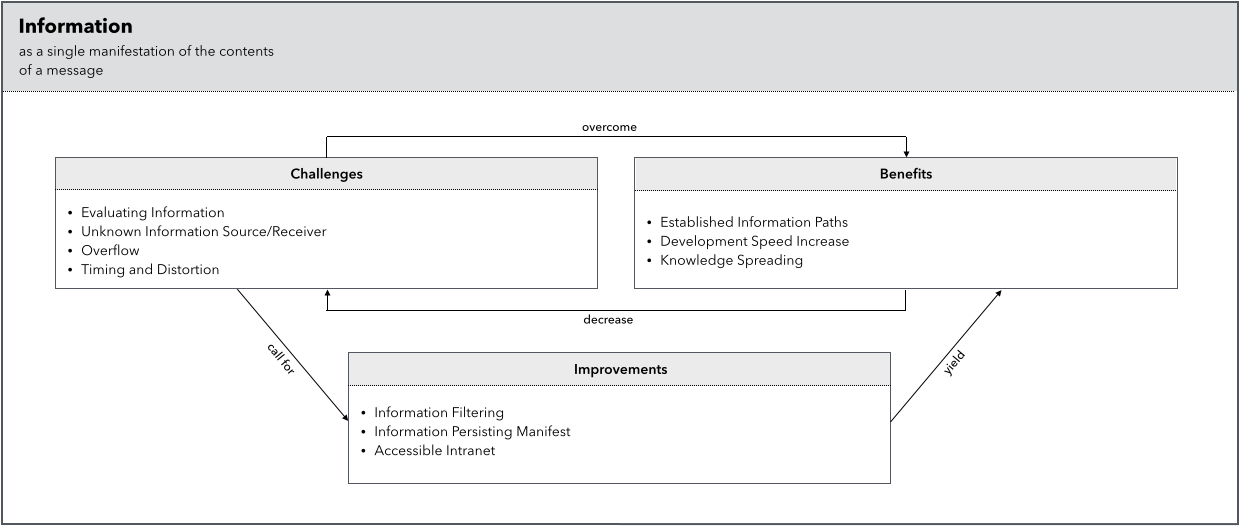 Information
as a single manifestation of the contents
of a message
overcome
Challenges
• Evaluating Information
• Unknown Information Source/Receiver
• Overflow
• Timing and Distortion
Benefits
• Established Information Paths
• Development Speed Increase
• Knowledge Spreading
decrease
call for
yield
Improvements
• Information Filtering
• Information Persisting Manifest
• Accessible Intranet